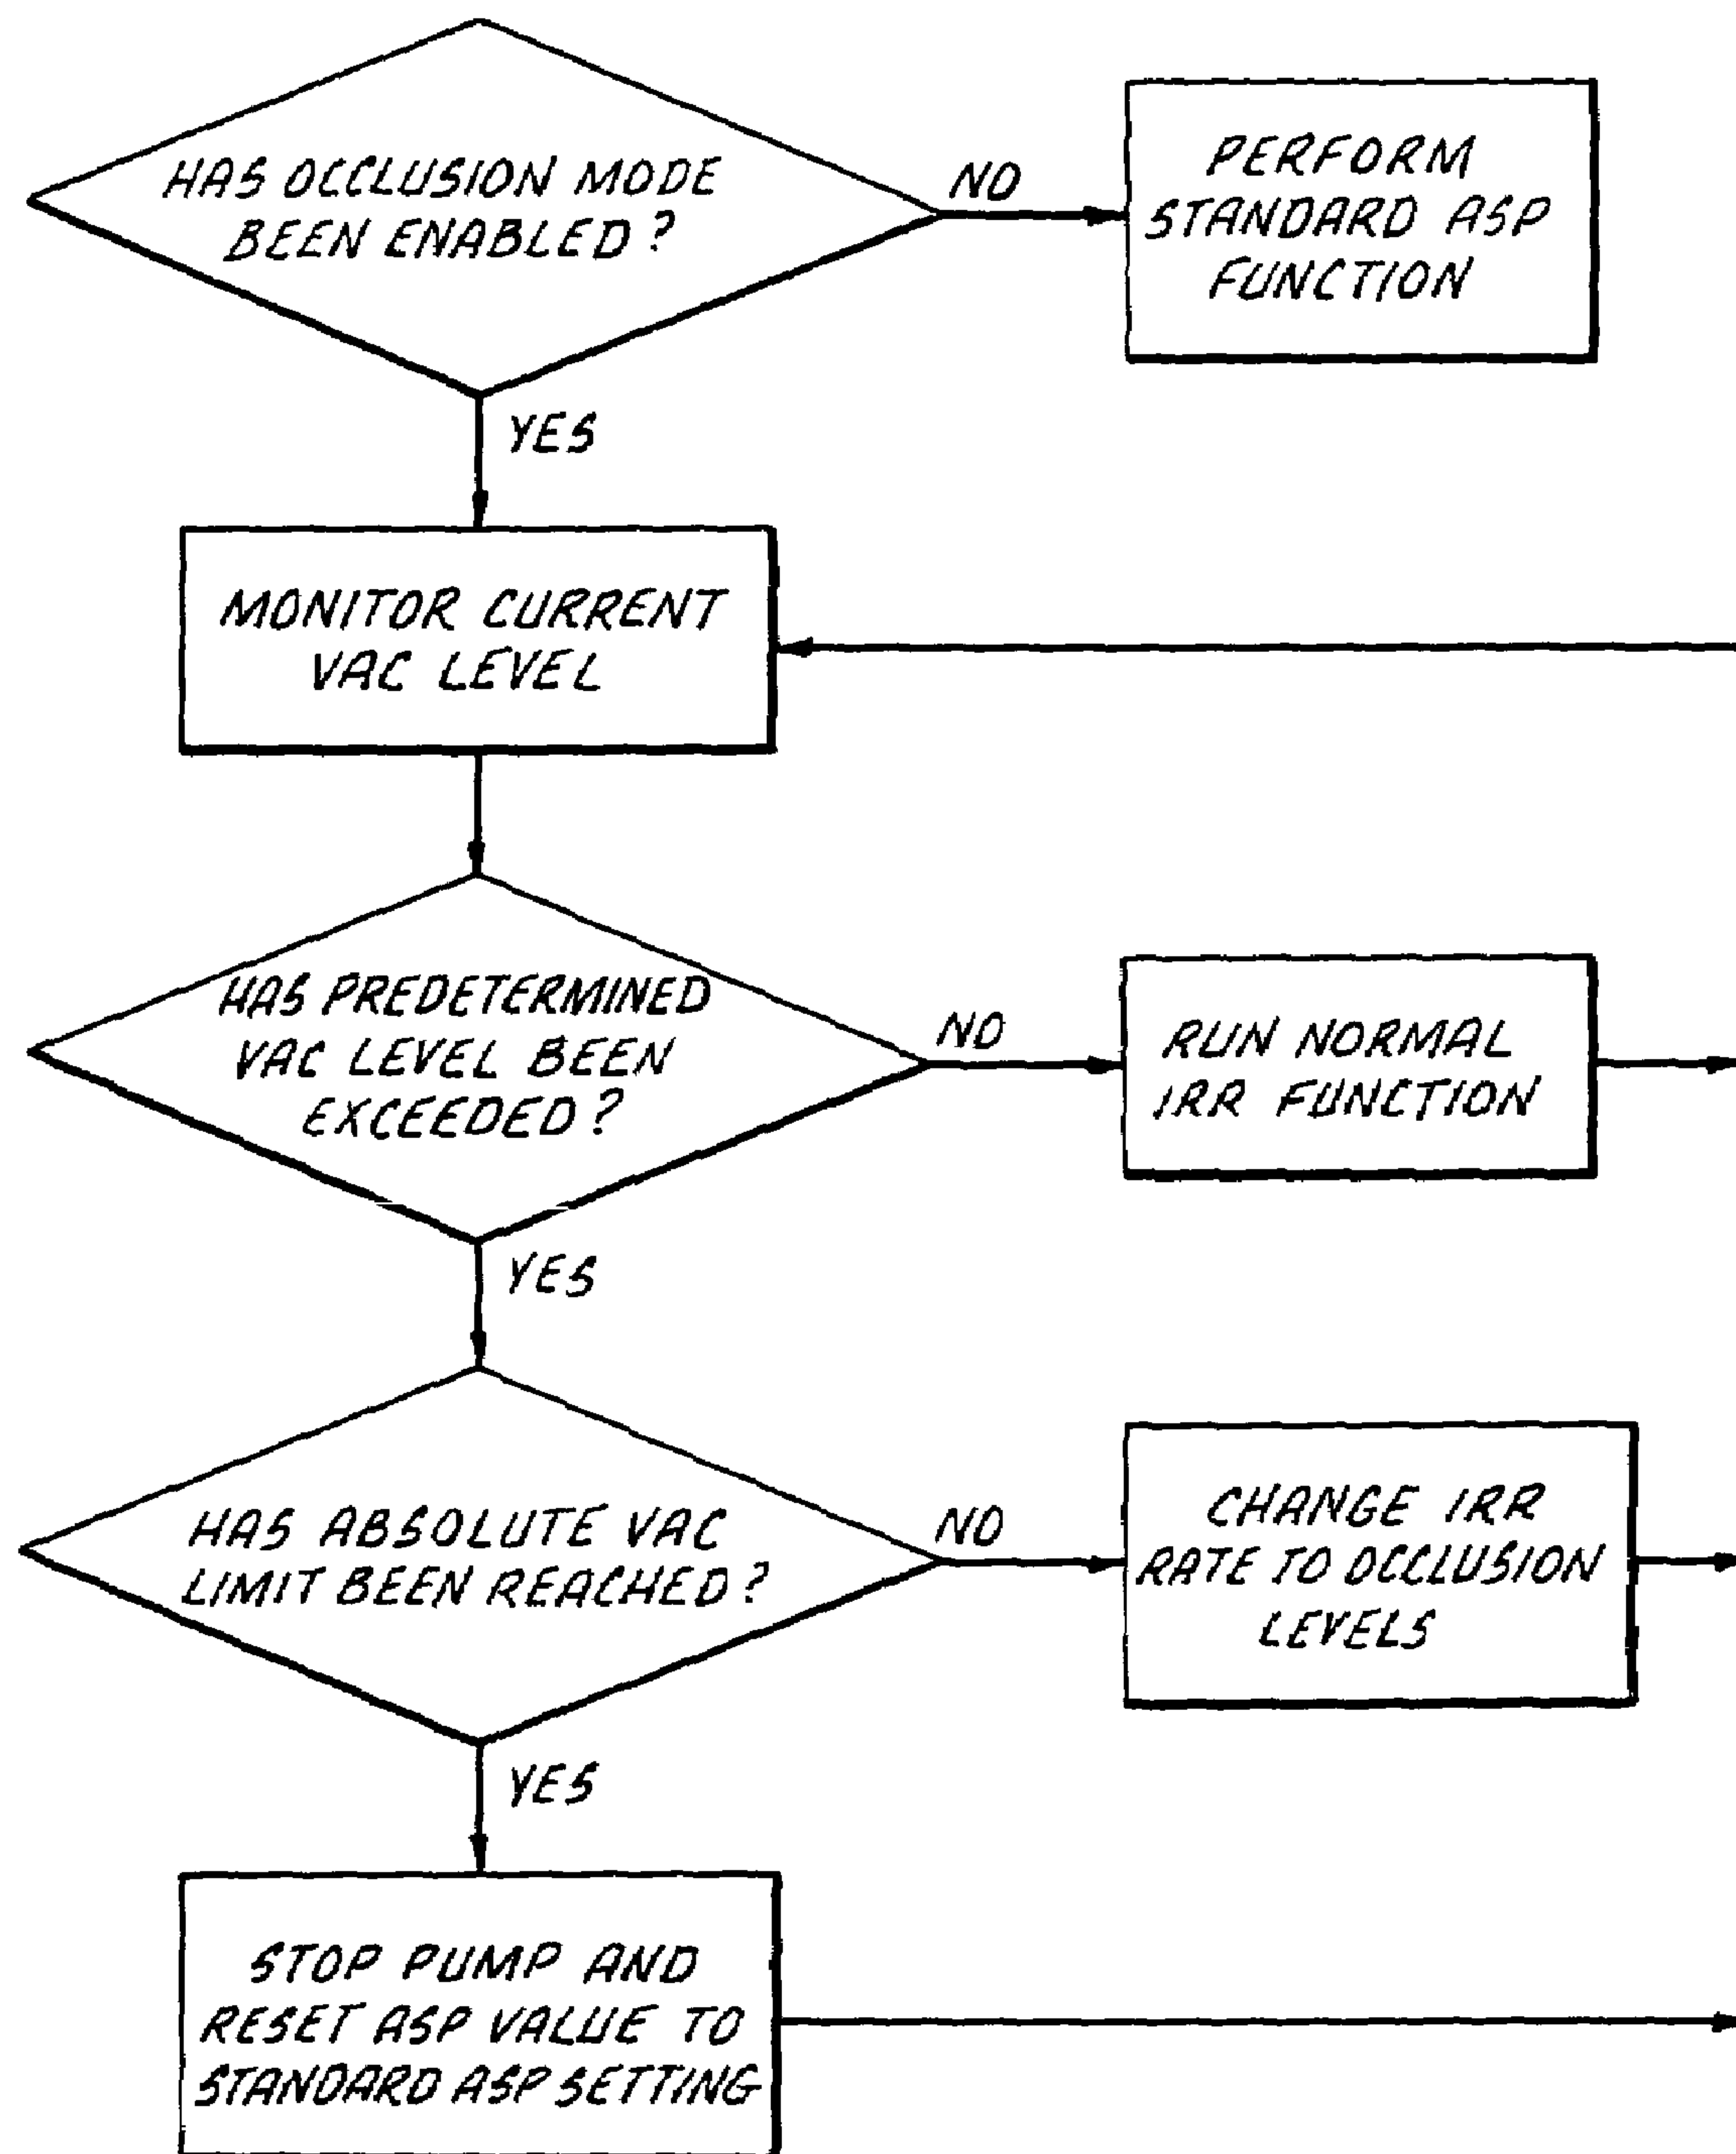 HAS OCCLUSION MODE
BEEN ENABLED?
NO
PERFORM
STANDARD ASP
FUNCTION
YES
MONITOR CURRENT
VAC LEVEL
HAS PREDETERMINED
VAC LEVEL BEEN
EXCEEDED?
NO
RUN NORMAL
IRR FUNCTION
YES
HAS ABSOLUTE VAC
LIMIT BEEN REACHED?
NO
CHANGE IRR
RATE TO OCCLUSION
LEVELS
YES
STOP PUMP AND
RESET ASP VALUE TO
STANDARD ASP SETTING